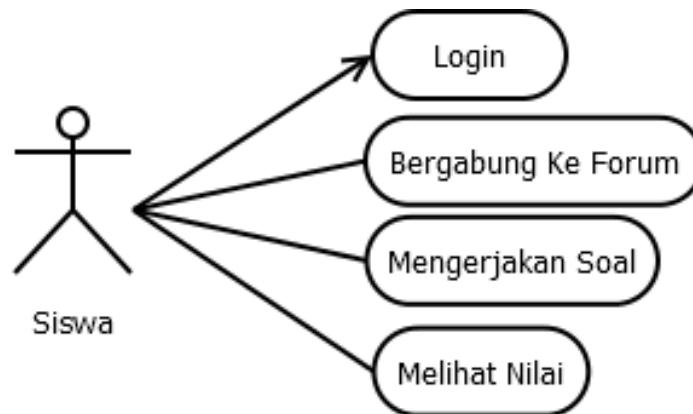 Login
Bergabung Ke Forum
Mengerjakan Soal
Siswa
Melihat Nilai